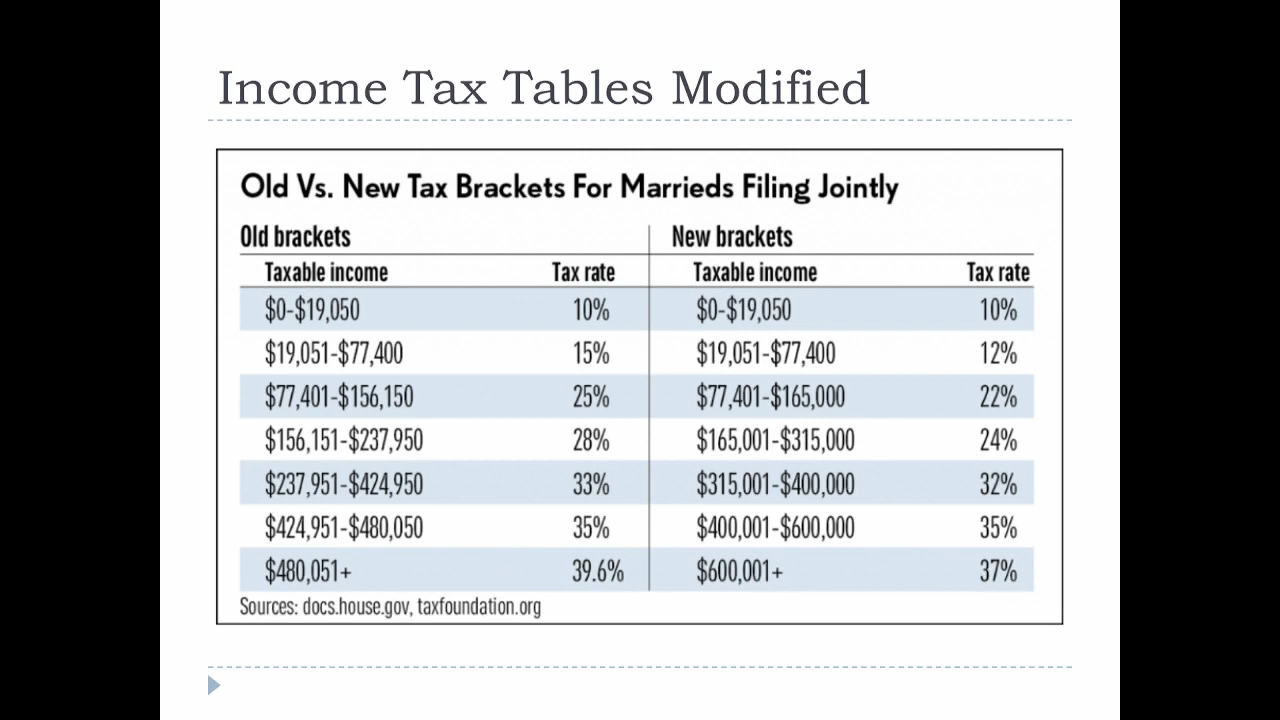 Income Tax Tables Modified
Old Vs. New Tax Brackets For Marrieds Filing Jointly
Old brackets New brackets
Taxable income Tax rate Taxable income Tax rate
$0-$19,050 10% $0-$19,050 10%
$19,051-$77,400 15% $19,051-$77,400 12%
$77,401-$156,150 25% $77,401-$165,000 22%
$156,151-$237,950 28% $165,001-$315,000 24%
$237,951-$424,950 33% $315,001-$400,000 32%
$424,951-$480,050 35% $400,001-$600,000 35%
$480,051+ 39.6% $600,001+ 37%
Sources: docs.house.gov, taxfoundation.org